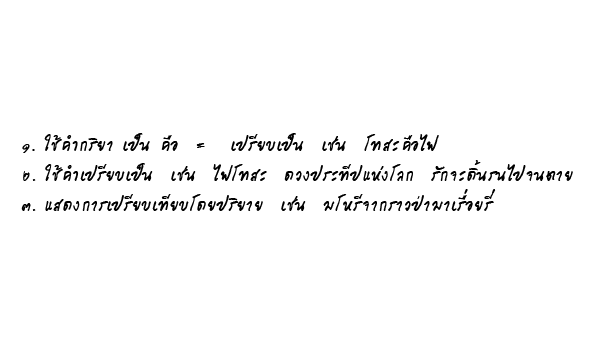 ๑. ใช้คำกริยา เป็น คือ = เปรียบเป็น เช่น โทสะคือไฟ
๒. ใช้คำเปรียบเป็น เช่น ไฟโทสะ ดวงประทีปแห่งโลก รักจะดิ้นรนไปจนตาย
๓. แสดงการเปรียบเทียบโดยปริยาย เช่น มโหรีจากราวป่ามาเรื่อยรี่